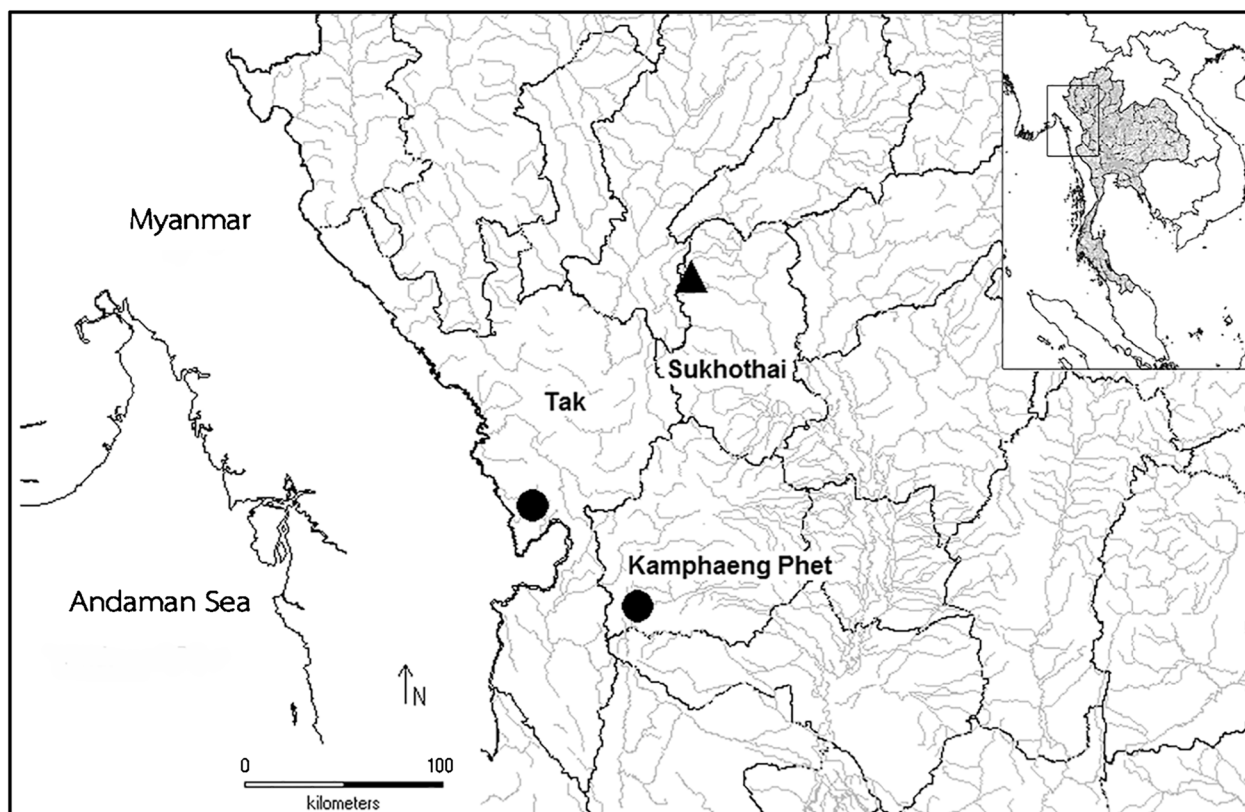 Myanmar
Sukhothai
Tak
Kamphaeng Phet
Andaman Sea
N
0 100
kilometers